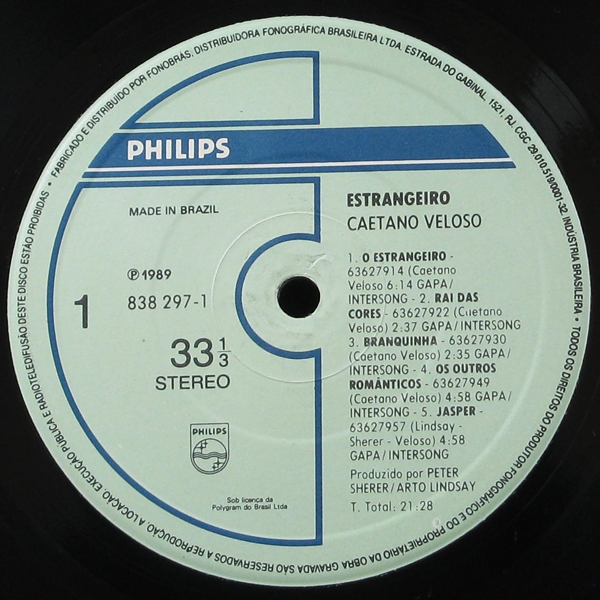 FABRICADO E DISTRIBUÍDO POR FONOBRÁS, DISTRIBUIDORA FONOGRÁFICA BRASILEIRA LTDA. ESTRADA DO GABINAL, 1521, RJ, CGC 29.010.519/0001-32. INDÚSTRIA BRASILEIRA • TODOS OS DIREITOS DO PRODUTOR FONOGRÁFICO E DO PROPRIETÁRIO DA OBRA GRAVADA SÃO RESERVADOS A REPRODUÇÃO, A LOCAÇÃO, EXECUÇÃO PÚBLICA E RADIOTELEDIFUSÃO DESTE DISCO ESTÃO PROIBIDAS •
PHILIPS
MADE IN BRAZIL
℗1989
838 297-1
1
33 1/3
STEREO
PHILIPS
Sob licenca da
Polygram do Brasil Ltda
ESTRANGEIRO
CAETANO VELOSO
1. O ESTRANGEIRO -
63627914 (Caetano
Veloso 6:14 GAPA/
INTERSONG - 2. RAI DAS
CORES - 63627922 (Caetano
Veloso) 2:37 GAPA/INTERSONG
3. BRANQUINHA - 63627930
(Caetano Veloso) 2:35 GAPA/
INTERSONG - 4. OS OUTROS
ROMÂNTICOS - 63627949
(Caetano Veloso) 4:58 GAPA/
INTERSONG - 5. JASPER -
63627957 (Lindsay -
Sherer - Veloso) 4:58
GAPA/INTERSONG
Produzido por PETER
SHERER/ARTO LINDSAY
T. Total: 21:28